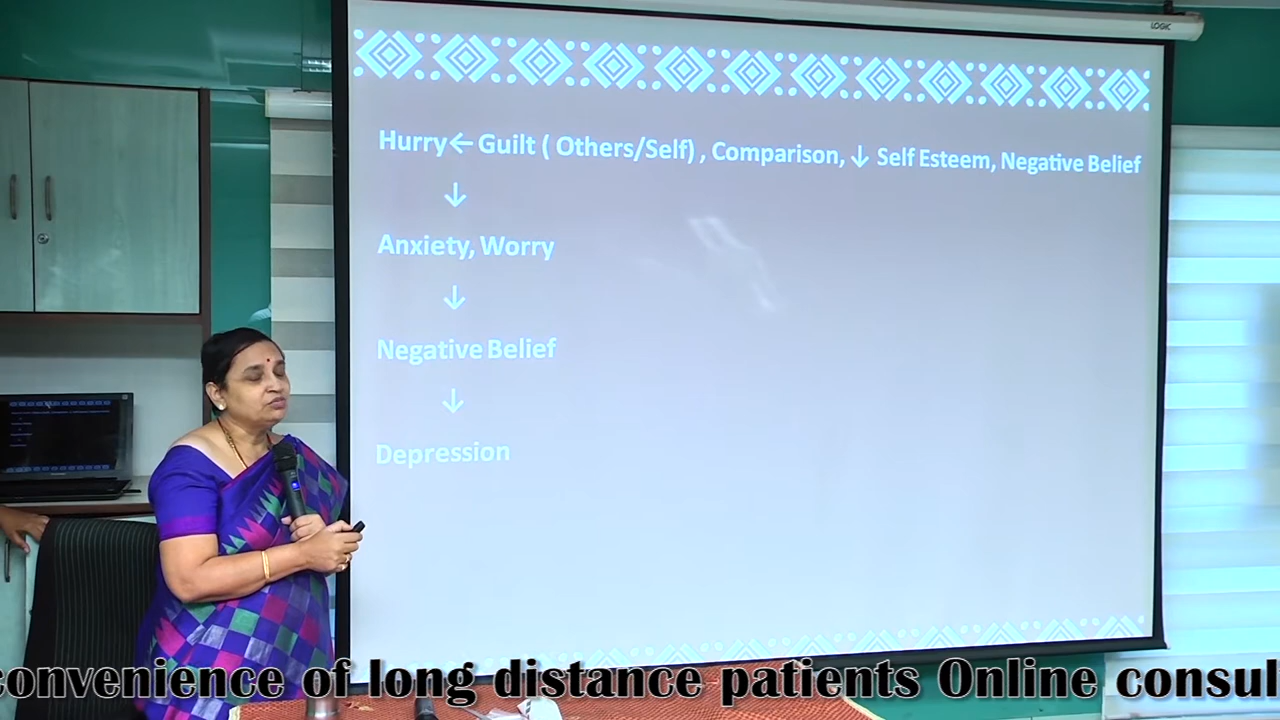 LOGIC
Hurry← Guilt ( Others/Self) , Comparison, ↓ Self Esteem, Negative Belief
↓
Anxiety, Worry
↓
Negative Belief
↓
Depression
convenience of long distance patients Online consul